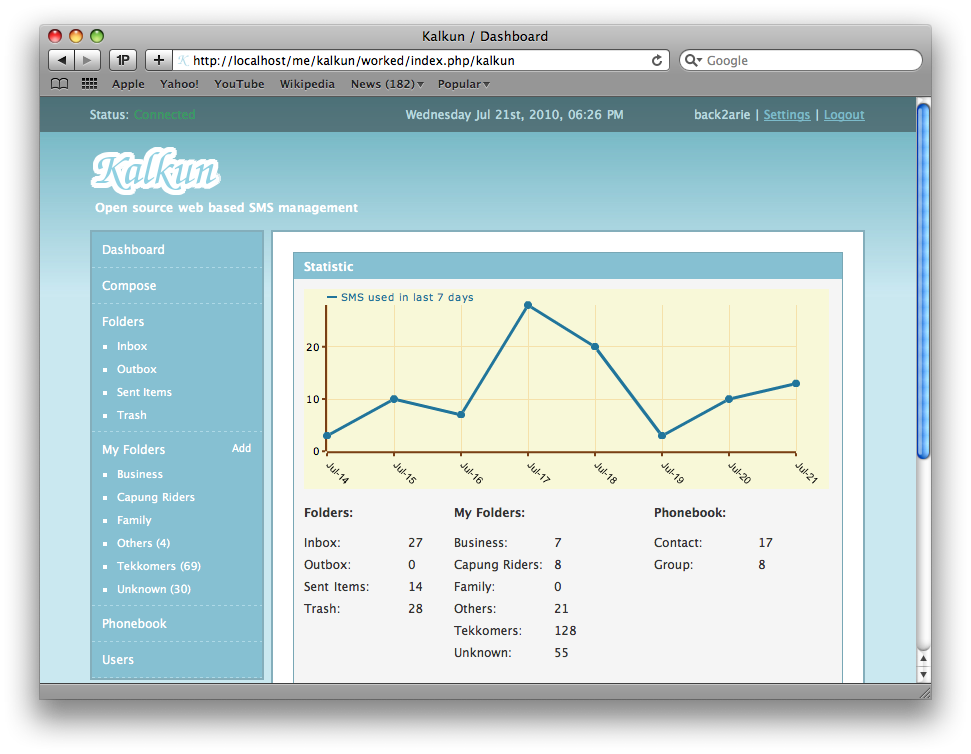 Kalkun / Dashboard
1P
http://localhost/me/kalkun/worked/index.php/kalkun
Google
Apple Yahoo! YouTube Wikipedia News (182) Popular
Status: Connected Wednesday Jul 21st, 2010, 06:26 PM back2arie | Settings | Logout
Kalkun
Open source web based SMS management
Dashboard
Compose
Folders
Inbox
Outbox
Sent Items
Trash
My Folders Add
Business
Capung Riders
Family
Others (4)
Tekkomers (69)
Unknown (30)
Phonebook
Users
Statistic
SMS used in last 7 days
20
10
0
Jul-14 Jul-15 Jul-16 Jul-17 Jul-18 Jul-19 Jul-20 Jul-21
Folders: My Folders: Phonebook:
Inbox: 27 Business: 7 Contact: 17
Outbox: 0 Capung Riders: 8 Group: 8
Sent Items: 14 Family: 0
Trash: 28 Others: 21
Tekkomers: 128
Unknown: 55